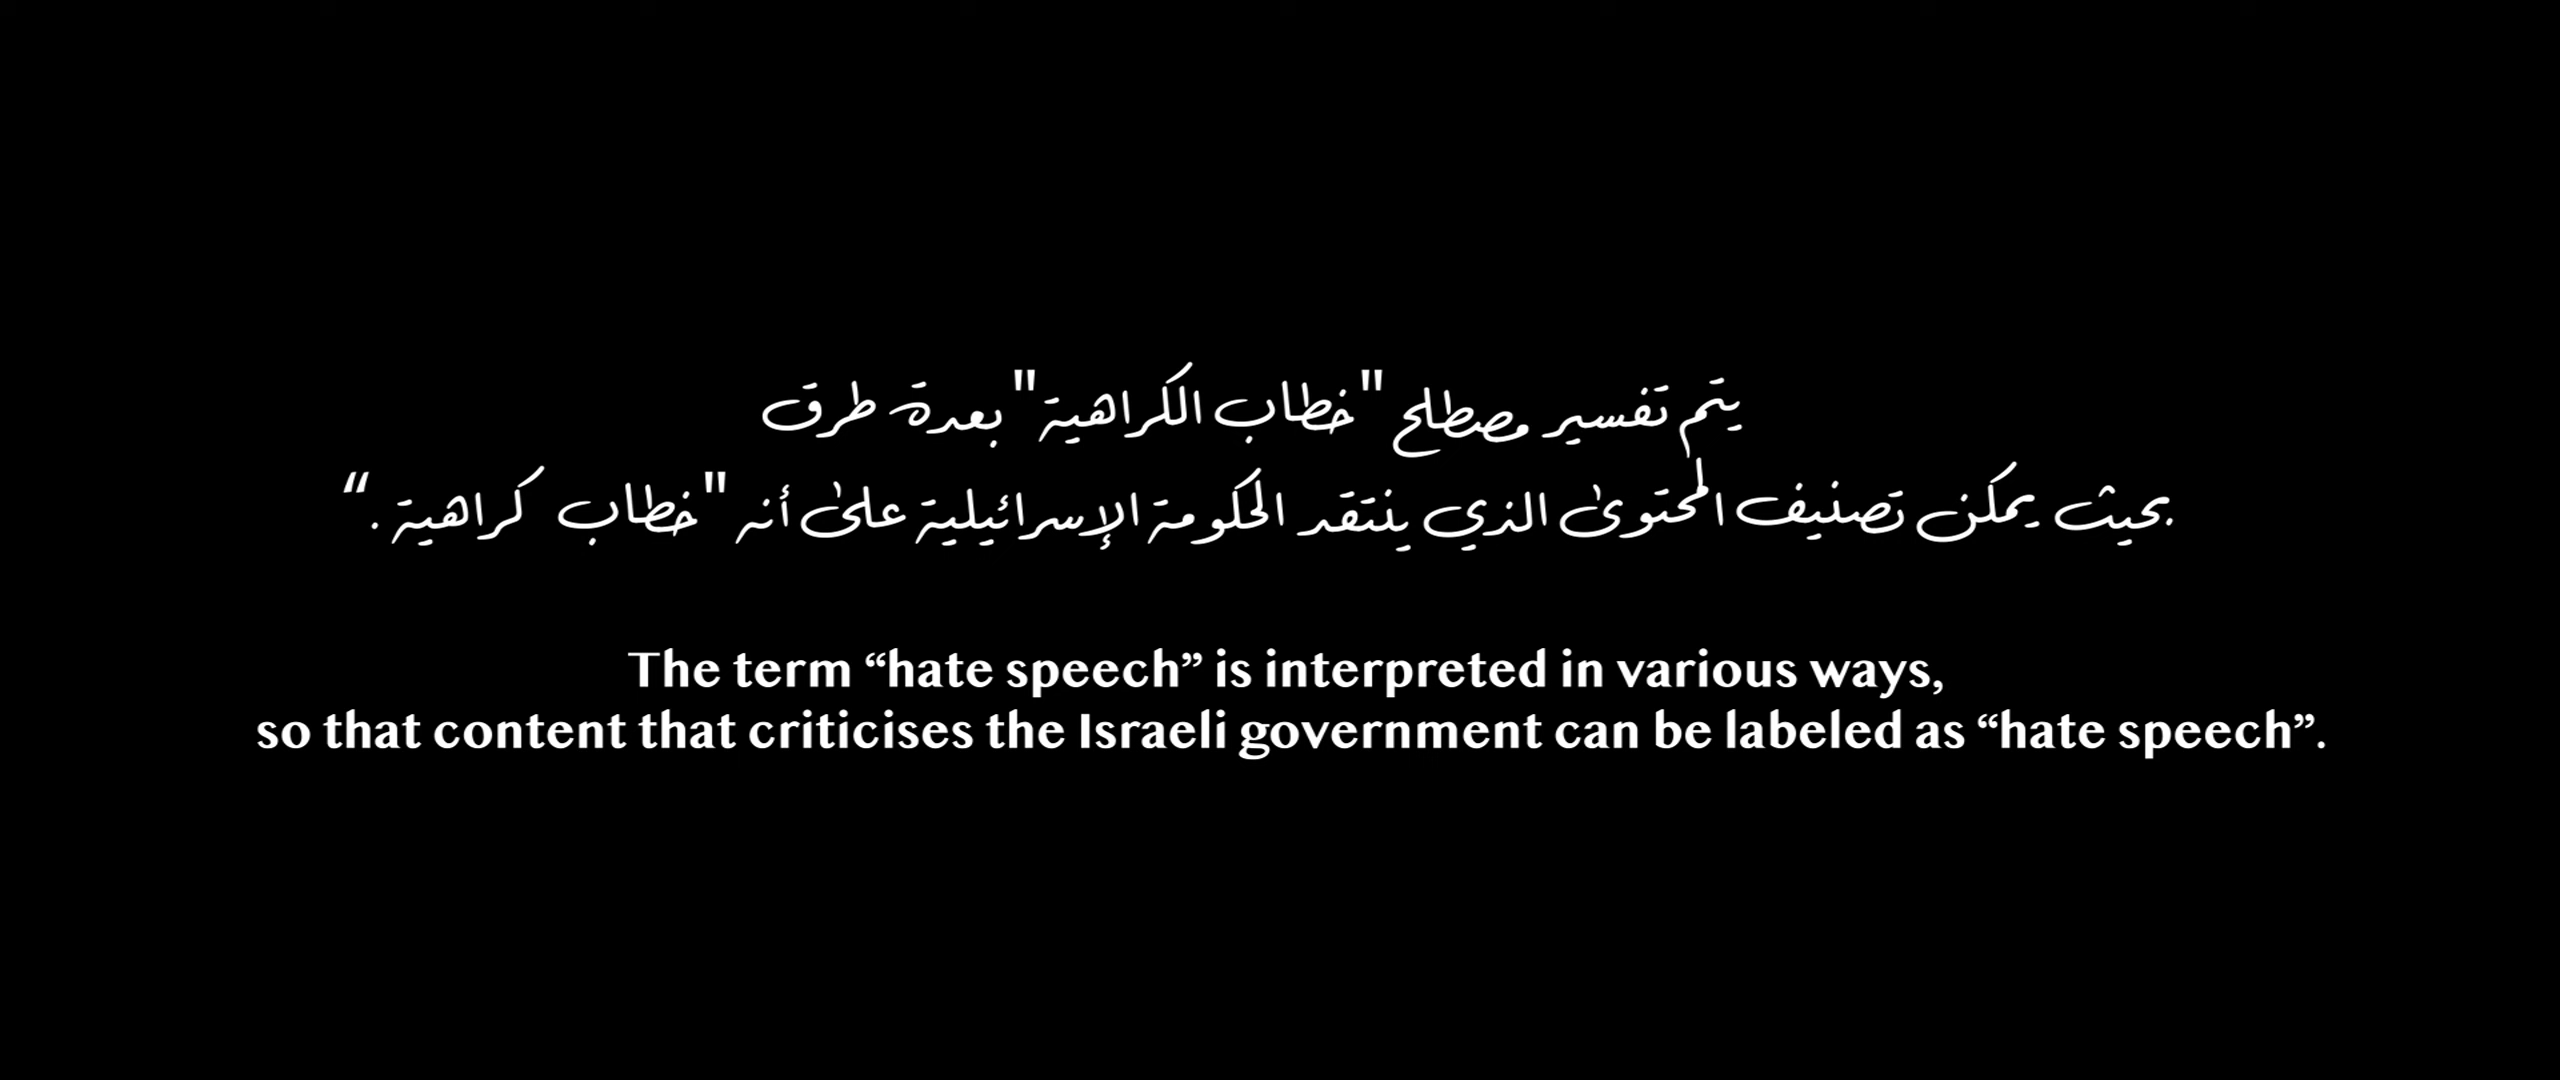 يتم تفسير مصطلح "خطاب الكراهية" بعدة طرق
بحيث يمكن تصنيف المحتوىٰ الذي ينتقد الحكومة الإسرائيلية علىٰ أنه "خطاب كراهية.“
The term “hate speech” is interpreted in various ways,
so that content that criticises the Israeli government can be labeled as “hate speech”.